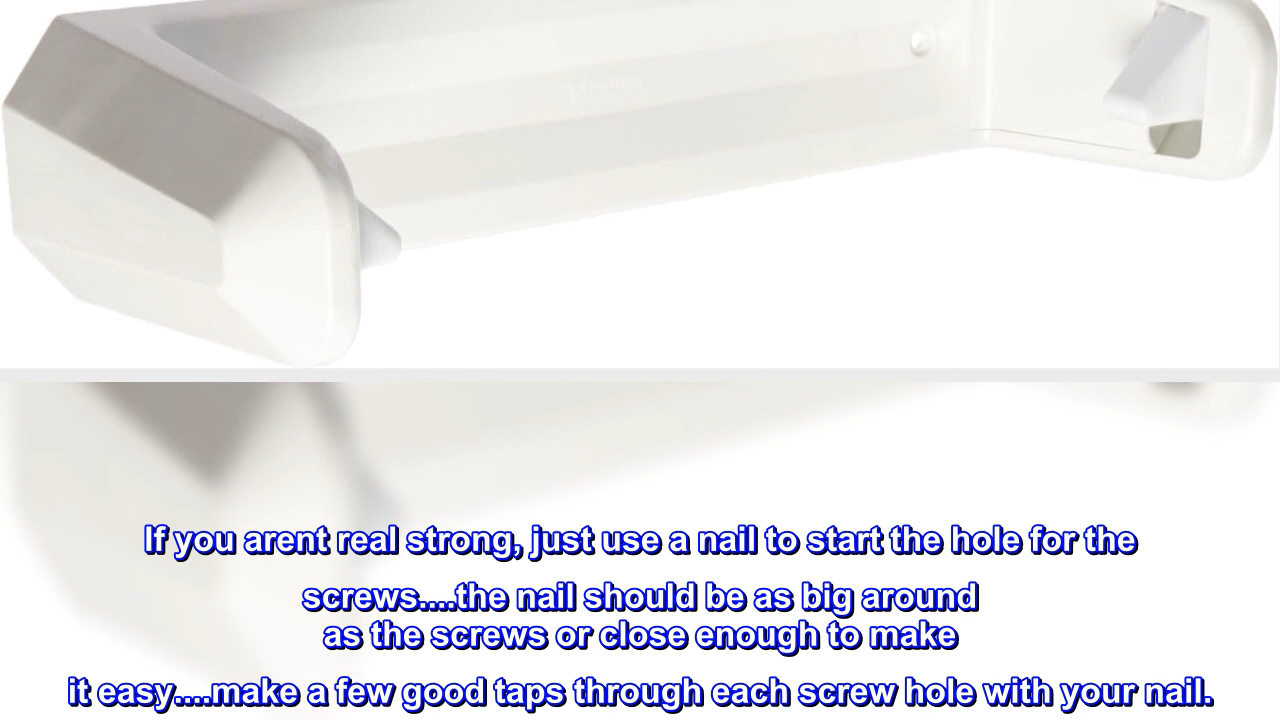 If you arent real strong, just use a nail to start the hole for the
screws....the nail should be as big around
as the screws or close enough to make
it easy....make a few good taps through each screw hole with your nail.